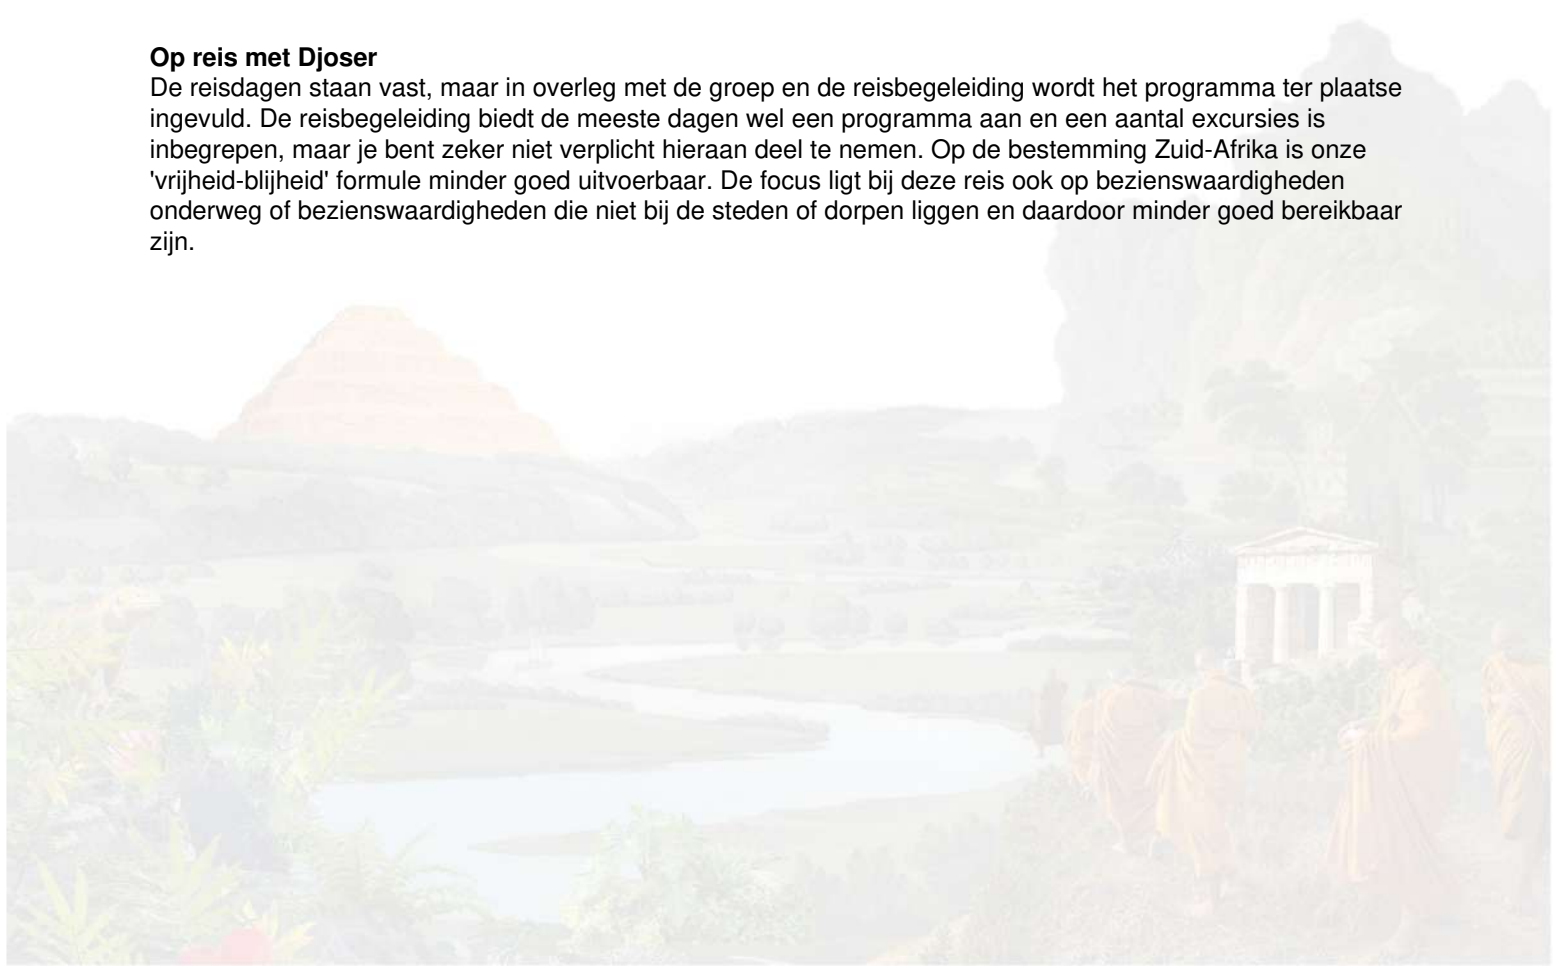 Op reis met Djoser
De reisdagen staan vast, maar in overleg met de groep en de reisbegeleiding wordt het programma ter plaatse
ingevuld. De reisbegeleiding biedt de meeste dagen wel een programma aan en een aantal excursies is
inbegrepen, maar je bent zeker niet verplicht hieraan deel te nemen. Op de bestemming Zuid-Afrika is onze
'vrijheid-blijheid' formule minder goed uitvoerbaar. De focus ligt bij deze reis ook op bezienswaardigheden
onderweg of bezienswaardigheden die niet bij de steden of dorpen liggen en daardoor minder goed bereikbaar
zijn.